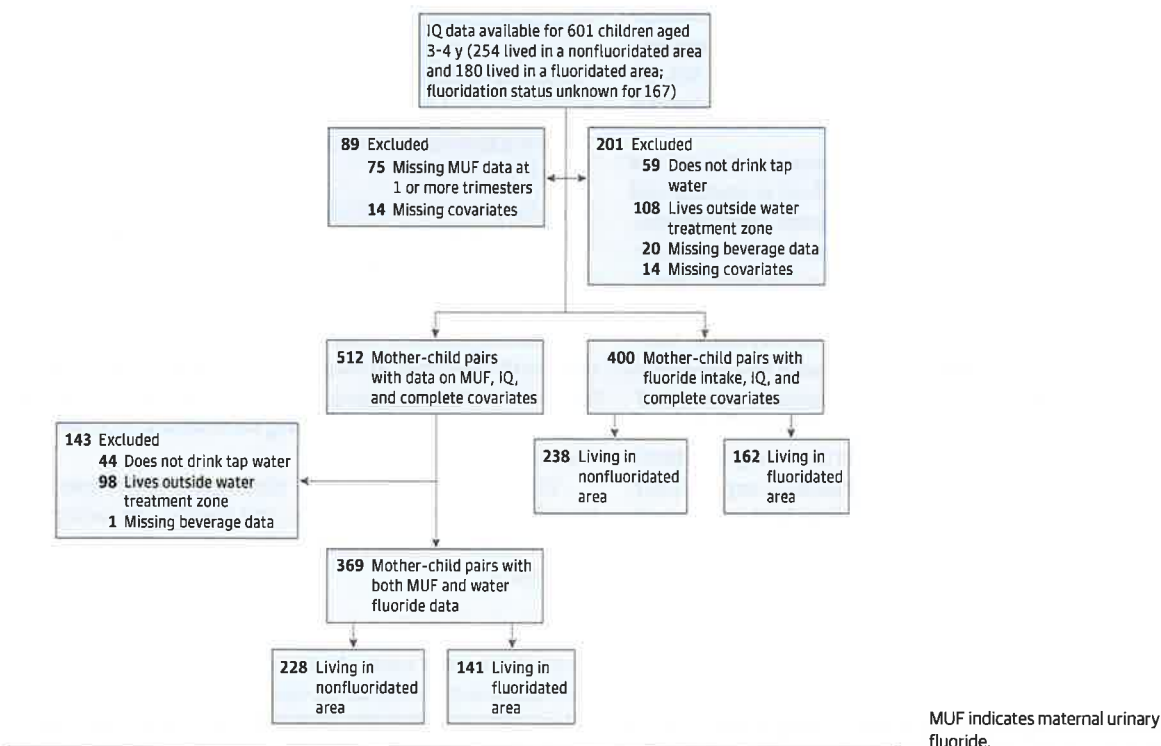 IQ data available for 601 children aged
3-4 y (254 lived in a nonfluoridated area
and 180 lived in a fluoridated area;
fluoridation status unknown for 167)
89 Excluded
75 Missing MUF data at
1 or more trimesters
14 Missing covariates
201 Excluded
59 Does not drink tap
water
108 Lives outside water
treatment zone
20 Missing beverage data
14 Missing covariates
512 Mother-child pairs
with data on MUF, IQ,
and complete covariates
400 Mother-child pairs with
fluoride intake, IQ, and
complete covariates
143 Excluded
44 Does not drink tap water
98 Lives outside water
treatment zone
1 Missing beverage data
238 Living in
nonfluoridated
area
162 Living in
fluoridated
area
369 Mother-child pairs with
both MUF and water
fluoride data
228 Living in
nonfluoridated
area
141 Living in
fluoridated
area
MUF indicates maternal urinary
fluoride.